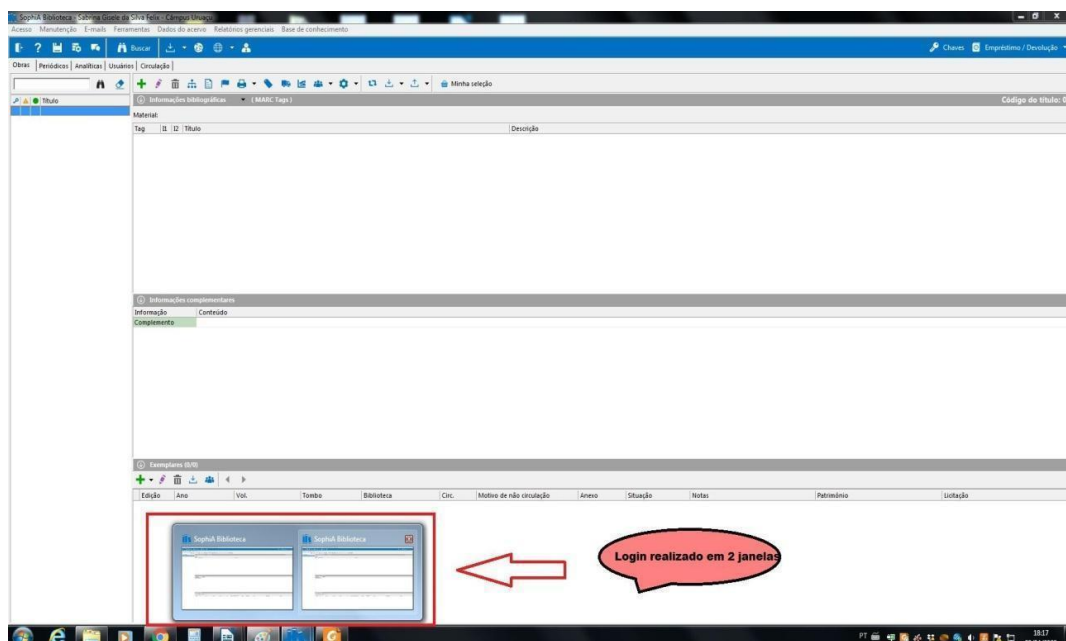 SophiA Biblioteca - Sabrina Gisele da Silva Felix - Câmpus Uruaçu
Acesso Manutenção E-mails Ferramentas Dados do acervo Relatórios gerenciais Base de conhecimento
Buscar Chaves Empréstimo / Devolução
Obras Periódicos Analíticas Usuários Circulação
Minha seleção
Título
Informações bibliográficas ( MARC Tags ) Código do título: 0
Material:
Tag I1 I2 Título Descrição
Informações complementares
Informação Conteúdo
Complemento
Exemplares (0/0)
Edição Ano Vol. Tombo Biblioteca Circ. Motivo de não circulação Anexo Situação Notas Patrimônio Licitação
SophiA Biblioteca SophiA Biblioteca
Login realizado em 2 janelas
PT 18:17